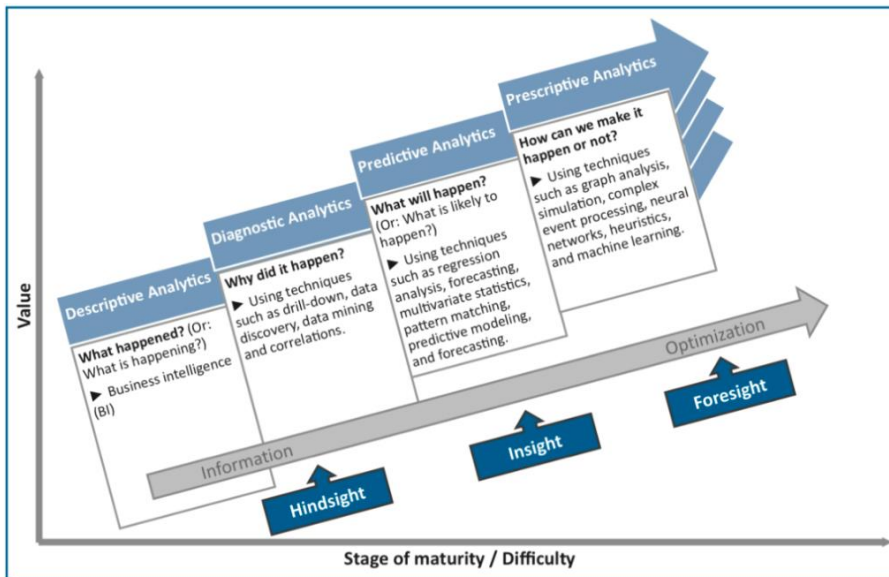 Value
Descriptive Analytics
What happened? (Or:
What is happening?)
► Business intelligence
(BI)
Diagnostic Analytics
Why did it happen?
► Using techniques
such as drill-down, data
discovery, data mining
and correlations.
Predictive Analytics
What will happen?
(Or: What is likely to
happen?)
► Using techniques
such as regression
analysis, forecasting,
multivariate statistics,
pattern matching,
predictive modeling,
and forecasting.
Prescriptive Analytics
How can we make it
happen or not?
► Using techniques
such as graph analysis,
simulation, complex
event processing, neural
networks, heuristics,
and machine learning.
Information
Optimization
Hindsight
Insight
Foresight
Stage of maturity / Difficulty